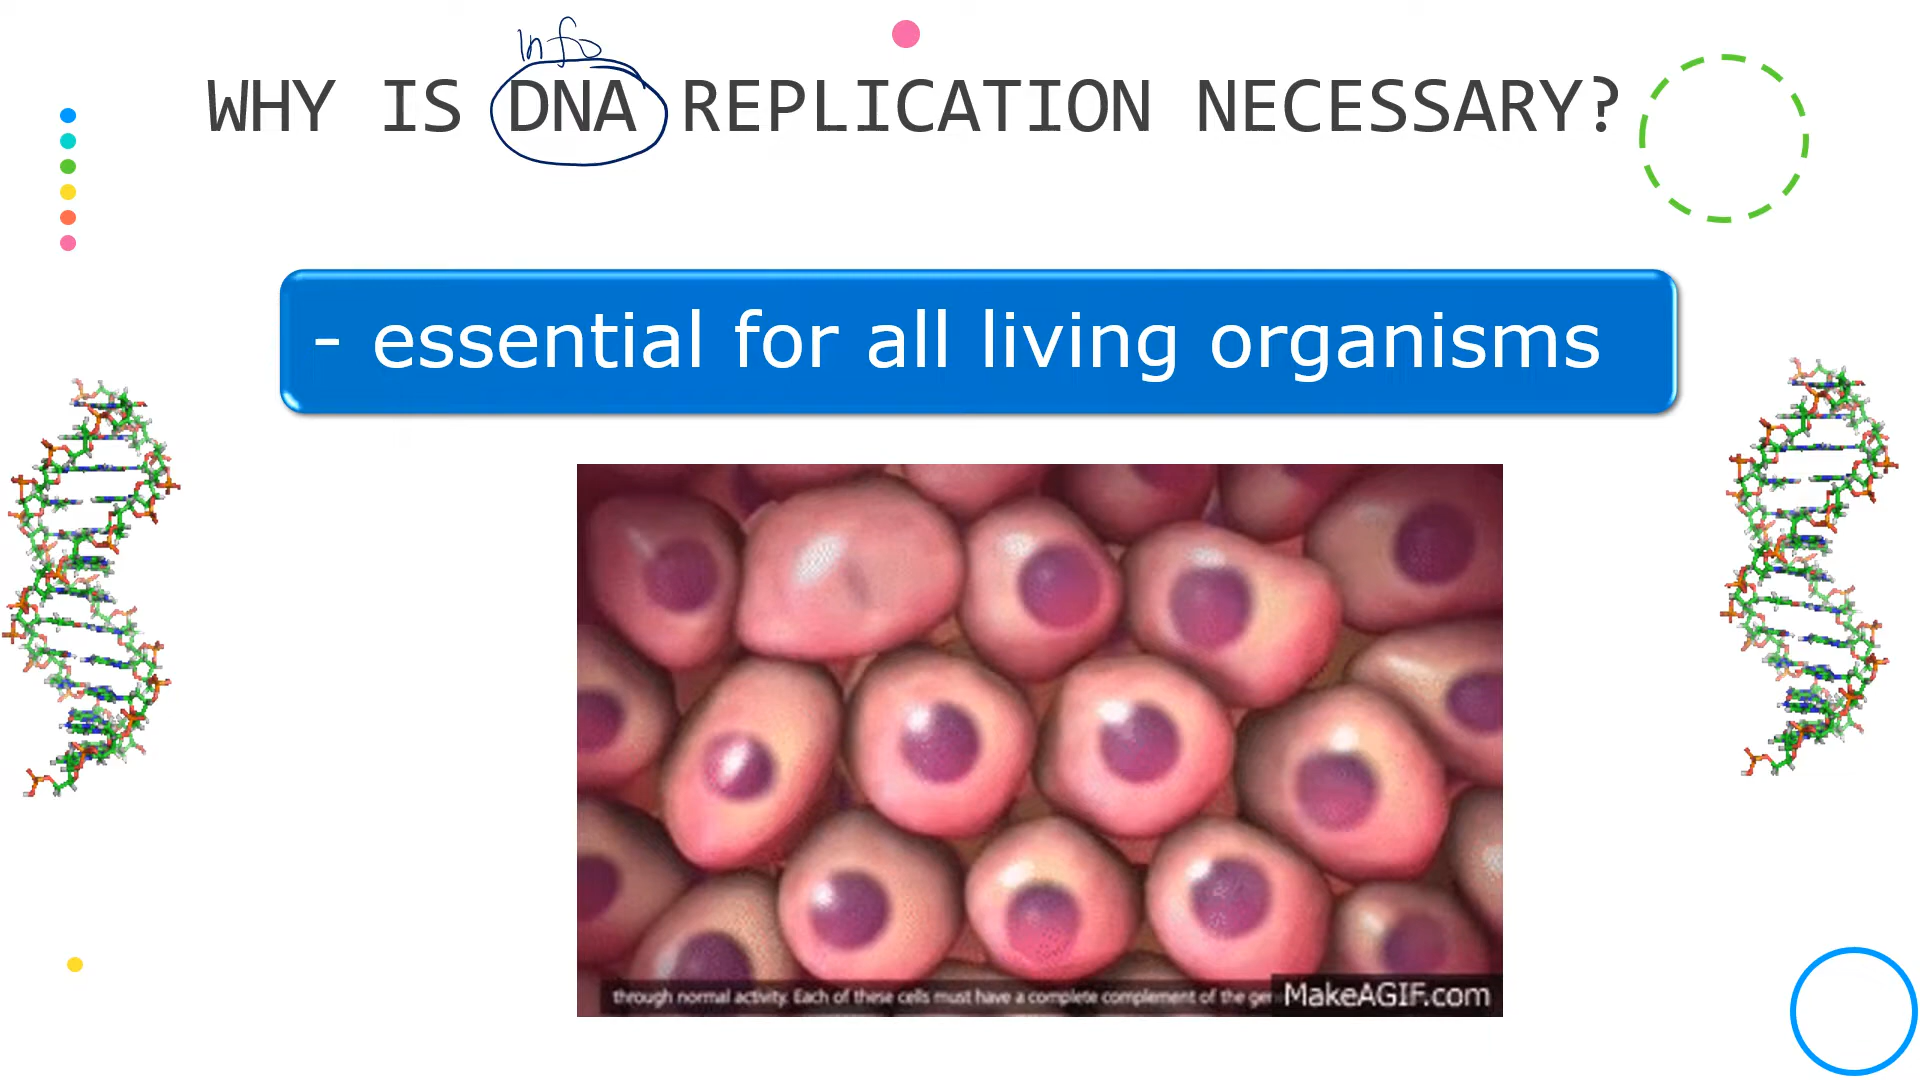 Info
WHY IS DNA REPLICATION NECESSARY?
- essential for all living organisms
through normal activity. Each of these cells must have a complete complement of the
MakeAGIF.com